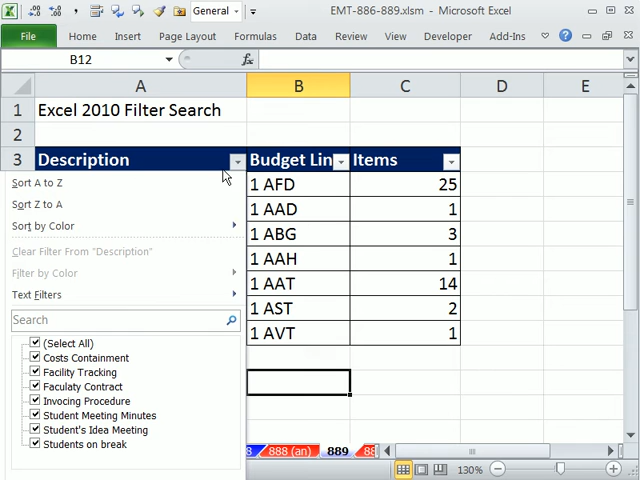 General
EMT-886-889.xlsm - Microsoft Excel
File Home Insert Page Layout Formulas Data Review View Developer Add-Ins
B12 fx
A B C D E
1 Excel 2010 Filter Search
2
3 Description Budget Lin Items
1 AFD 25
1 AAD 1
1 ABG 3
1 AAH 1
1 AAT 14
1 AST 2
1 AVT 1
Sort A to Z
Sort Z to A
Sort by Color
Clear Filter From "Description"
Filter by Color
Text Filters
Search
(Select All)
Costs Containment
Facility Tracking
Faculaty Contract
Invocing Procedure
Student Meeting Minutes
Student's Idea Meeting
Students on break
8 888 (an) 889 88
130%